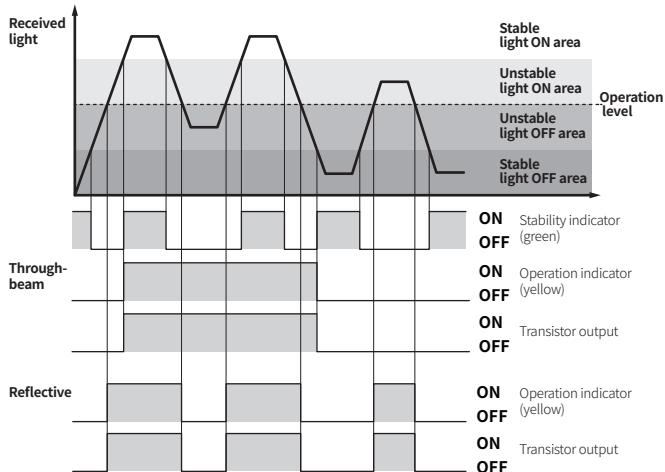 Received
light
Stable
light ON area
Unstable
light ON area
Operation
level
Unstable
light OFF area
Stable
light OFF area
ON
OFF
Stability indicator
(green)
Through-
beam
ON
OFF
Operation indicator
(yellow)
ON
OFF
Transistor output
Reflective
ON
OFF
Operation indicator
(yellow)
ON
OFF
Transistor output